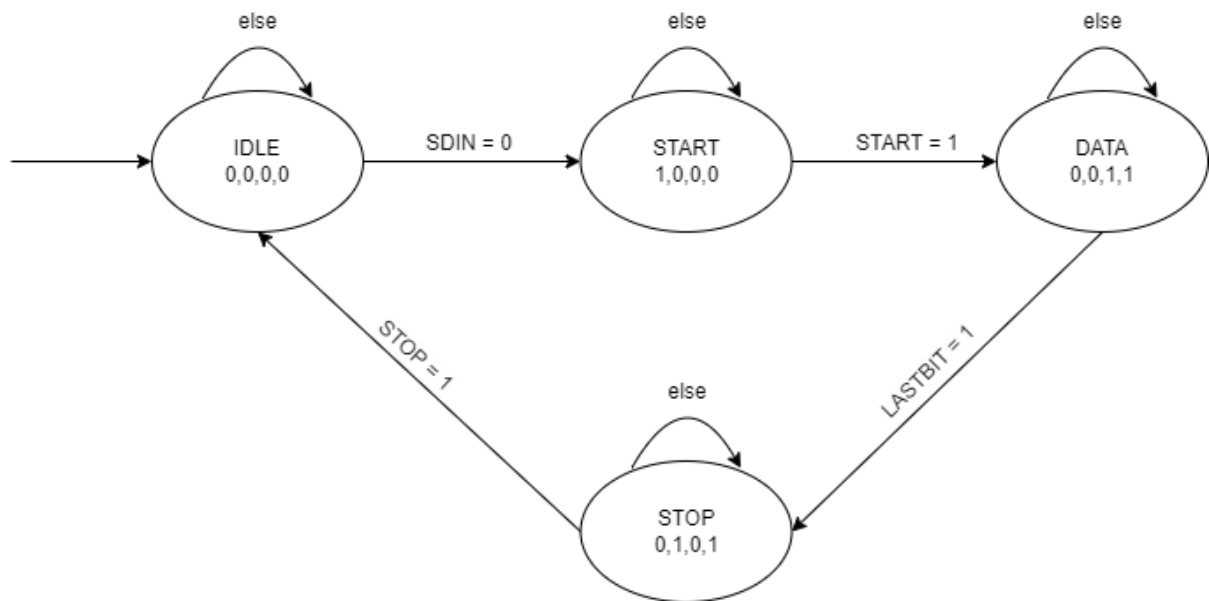 else
else
else
IDLE
0,0,0,0
SDIN = 0
START
1,0,0,0
START = 1
DATA
0,0,1,1
STOP = 1
LASTBIT = 1
else
STOP
0,1,0,1